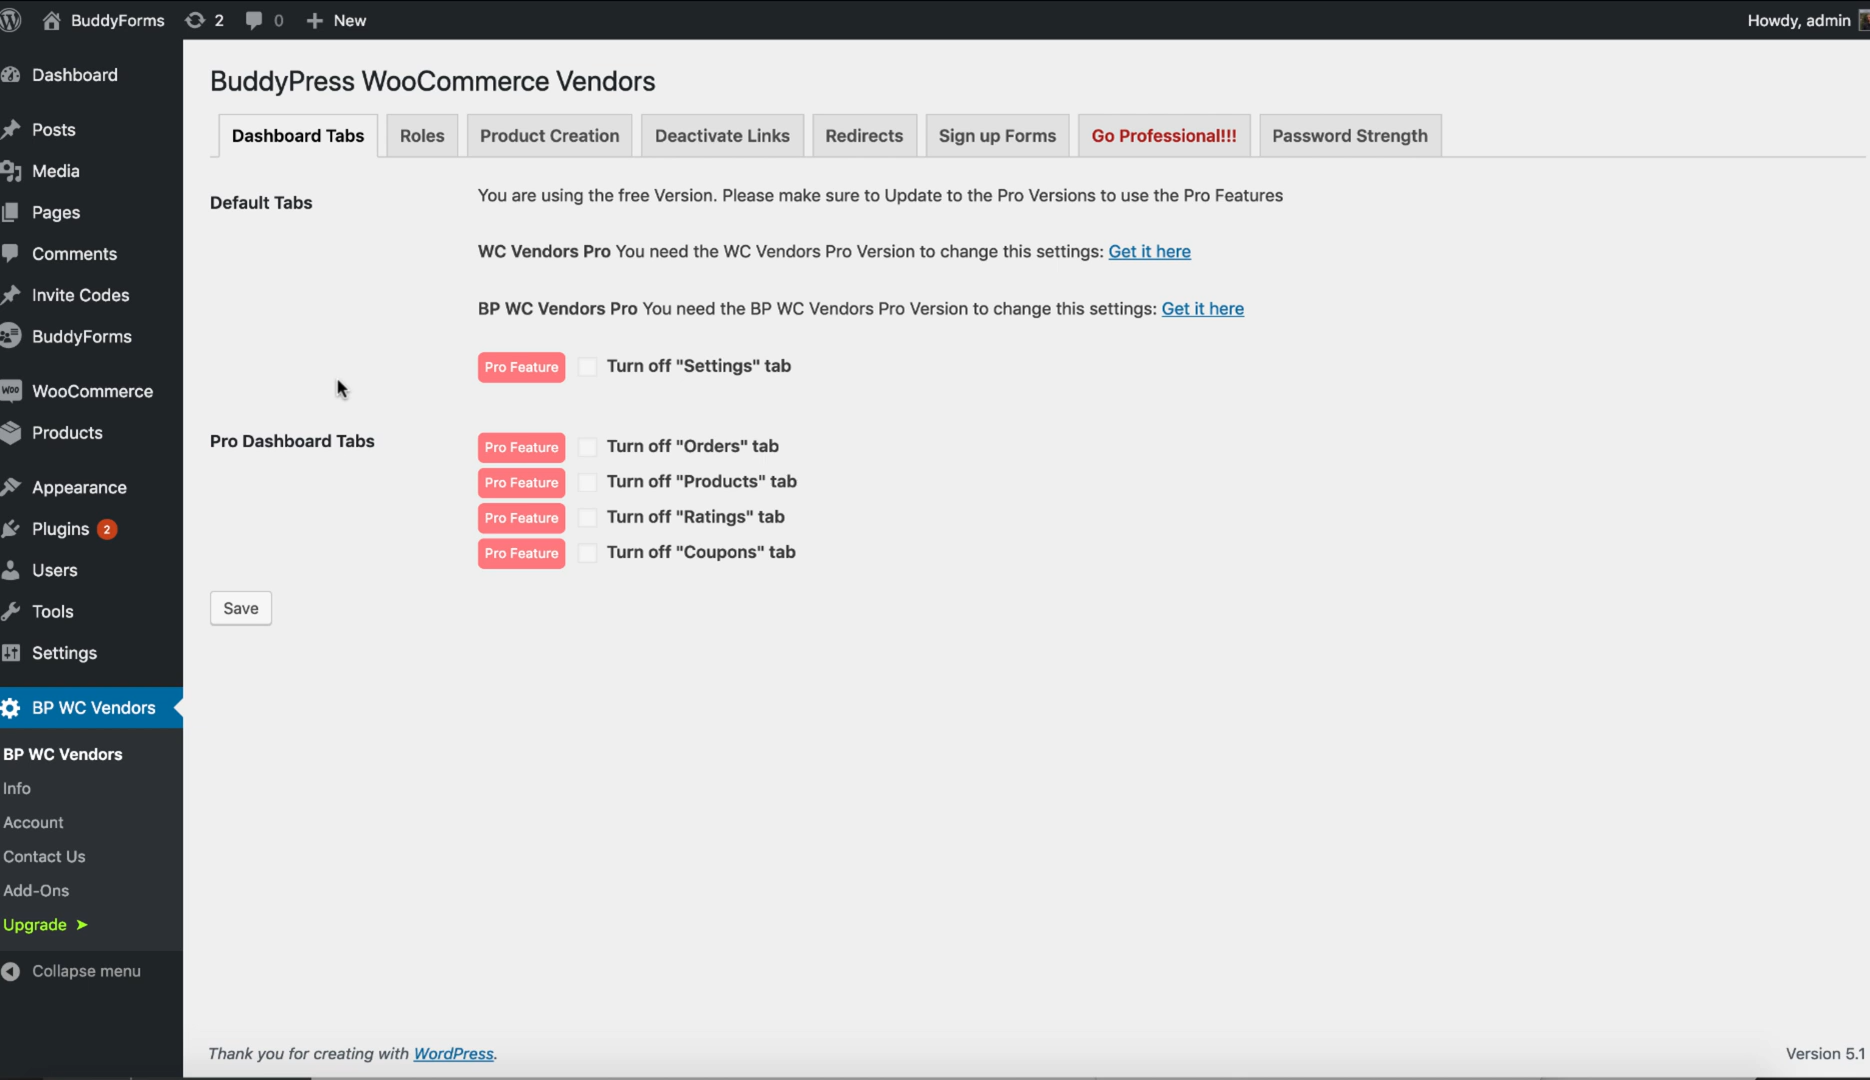 BuddyForms 2 0 New Howdy, admin
Dashboard
Posts
Media
Pages
Comments
Invite Codes
BuddyForms
Woo WooCommerce
Products
Appearance
Plugins 2
Users
Tools
Settings
BP WC Vendors
BP WC Vendors
Info
Account
Contact Us
Add-Ons
Upgrade ➤
Collapse menu
BuddyPress WooCommerce Vendors
Dashboard Tabs Roles Product Creation Deactivate Links Redirects Sign up Forms Go Professional!!! Password Strength
Default Tabs
You are using the free Version. Please make sure to Update to the Pro Versions to use the Pro Features
WC Vendors Pro You need the WC Vendors Pro Version to change this settings: Get it here
BP WC Vendors Pro You need the BP WC Vendors Pro Version to change this settings: Get it here
Pro Feature Turn off "Settings" tab
Pro Dashboard Tabs
Pro Feature Turn off "Orders" tab
Pro Feature Turn off "Products" tab
Pro Feature Turn off "Ratings" tab
Pro Feature Turn off "Coupons" tab
Save
Thank you for creating with WordPress.
Version 5.1